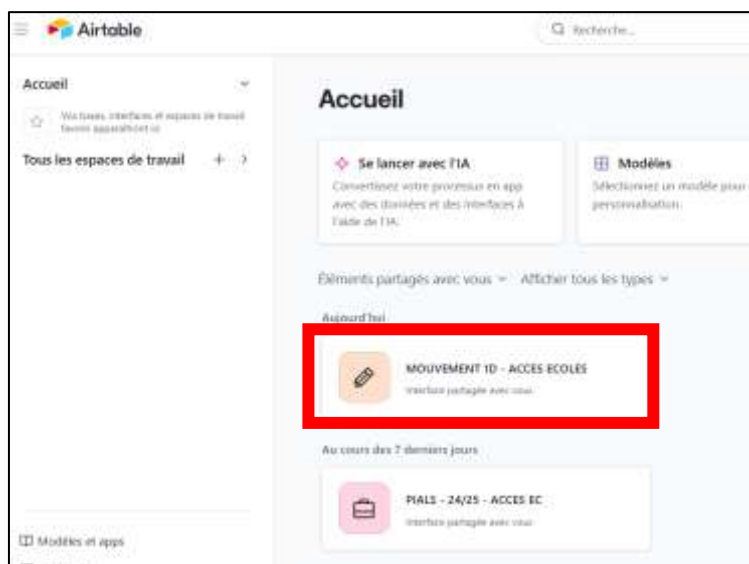 Airtable
Recherche...
Accueil
Vos bases, interfaces et espaces de travail
favoris apparaîtront ici
Tous les espaces de travail
Accueil
Se lancer avec l'IA
Convertissez votre processus en app
avec des données et des interfaces à
l'aide de l'IA.
Modèles
Sélectionnez un modèle pour
personnalisation.
Éléments partagés avec vous
Afficher tous les types
Aujourd'hui
MOUVEMENT 1D - ACCES ECOLES
Interface partagée avec vous
Au cours des 7 derniers jours
PIALS - 24/25 - ACCES EC
Interface partagée avec vous
Modèles et apps